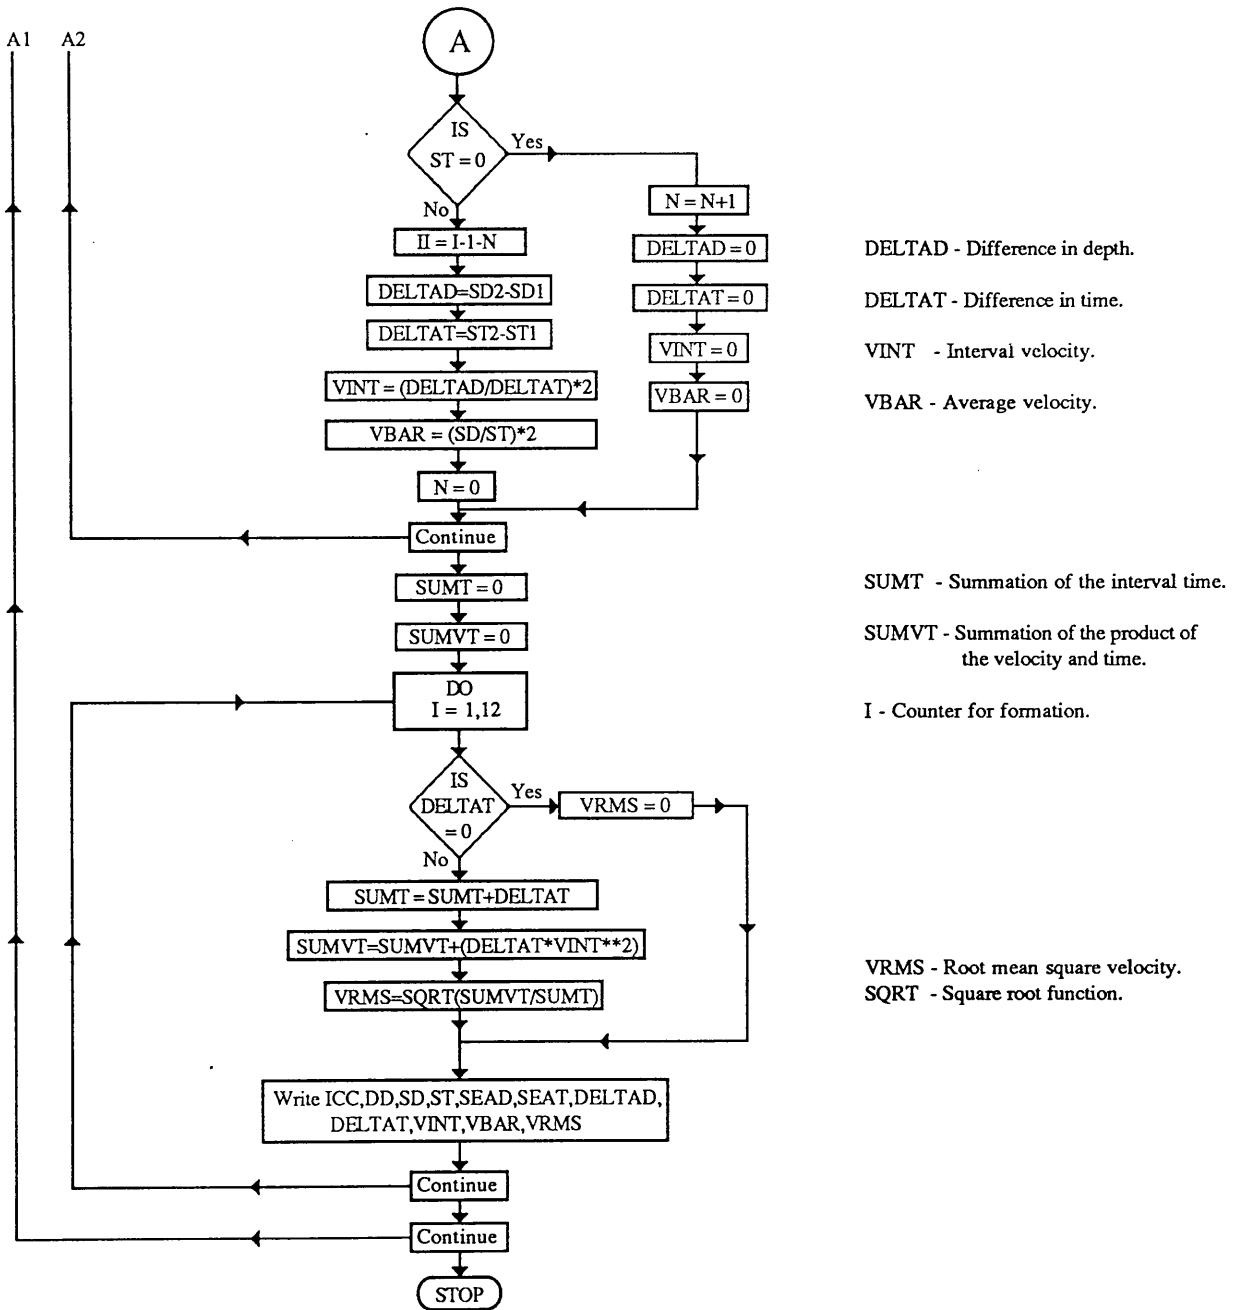 A1
A2
A
IS
ST = 0
Yes
No
N = N+1
II = I-1-N
DELTAD = 0
DELTAD - Difference in depth.
DELTAD=SD2-SD1
DELTAT = 0
DELTAT - Difference in time.
DELTAT=ST2-ST1
VINT = 0
VINT - Interval velocity.
VINT = (DELTAD/DELTAT)*2
VBAR = 0
VBAR - Average velocity.
VBAR = (SD/ST)*2
N = 0
Continue
SUMT = 0
SUMT - Summation of the interval time.
SUMVT = 0
SUMVT - Summation of the product of
the velocity and time.
DO
I = 1,12
I - Counter for formation.
IS
DELTAT
= 0
Yes
VRMS = 0
No
SUMT = SUMT+DELTAT
SUMVT=SUMVT+(DELTAT*VINT**2)
VRMS=SQRT(SUMVT/SUMT)
VRMS - Root mean square velocity.
SQRT - Square root function.
Write ICC,DD,SD,ST,SEAD,SEAT,DELTAD,
DELTAT,VINT,VBAR,VRMS
Continue
Continue
STOP